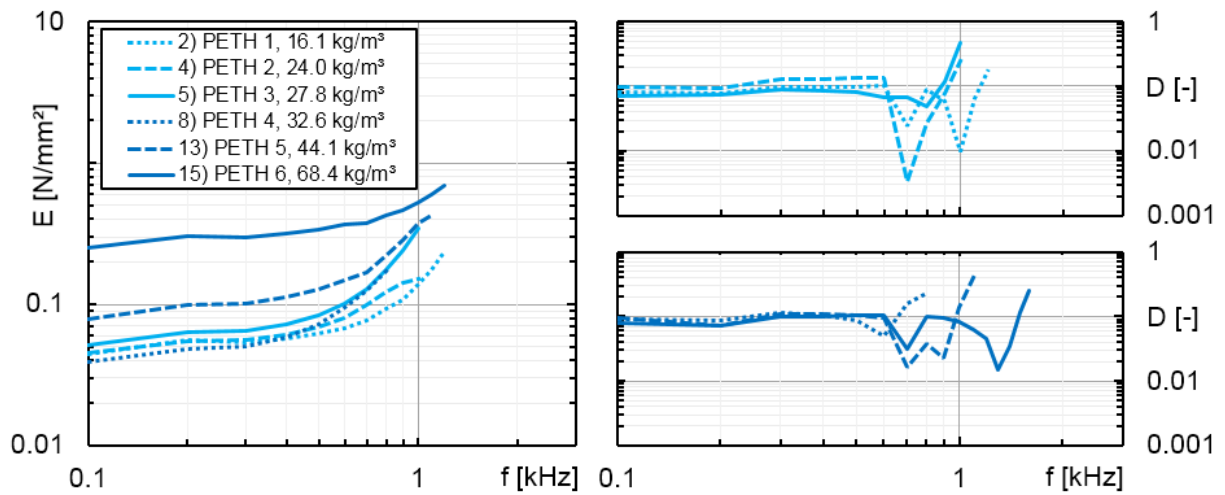 10
E [N/mm²]
2) PETH 1, 16.1 kg/m³
4) PETH 2, 24.0 kg/m³
5) PETH 3, 27.8 kg/m³
8) PETH 4, 32.6 kg/m³
13) PETH 5, 44.1 kg/m³
15) PETH 6, 68.4 kg/m³
1
0.1
0.01
0.1
1
f [kHz]
1
D [-]
0.01
0.001
1
D [-]
0.01
0.001
0.1
1
f [kHz]